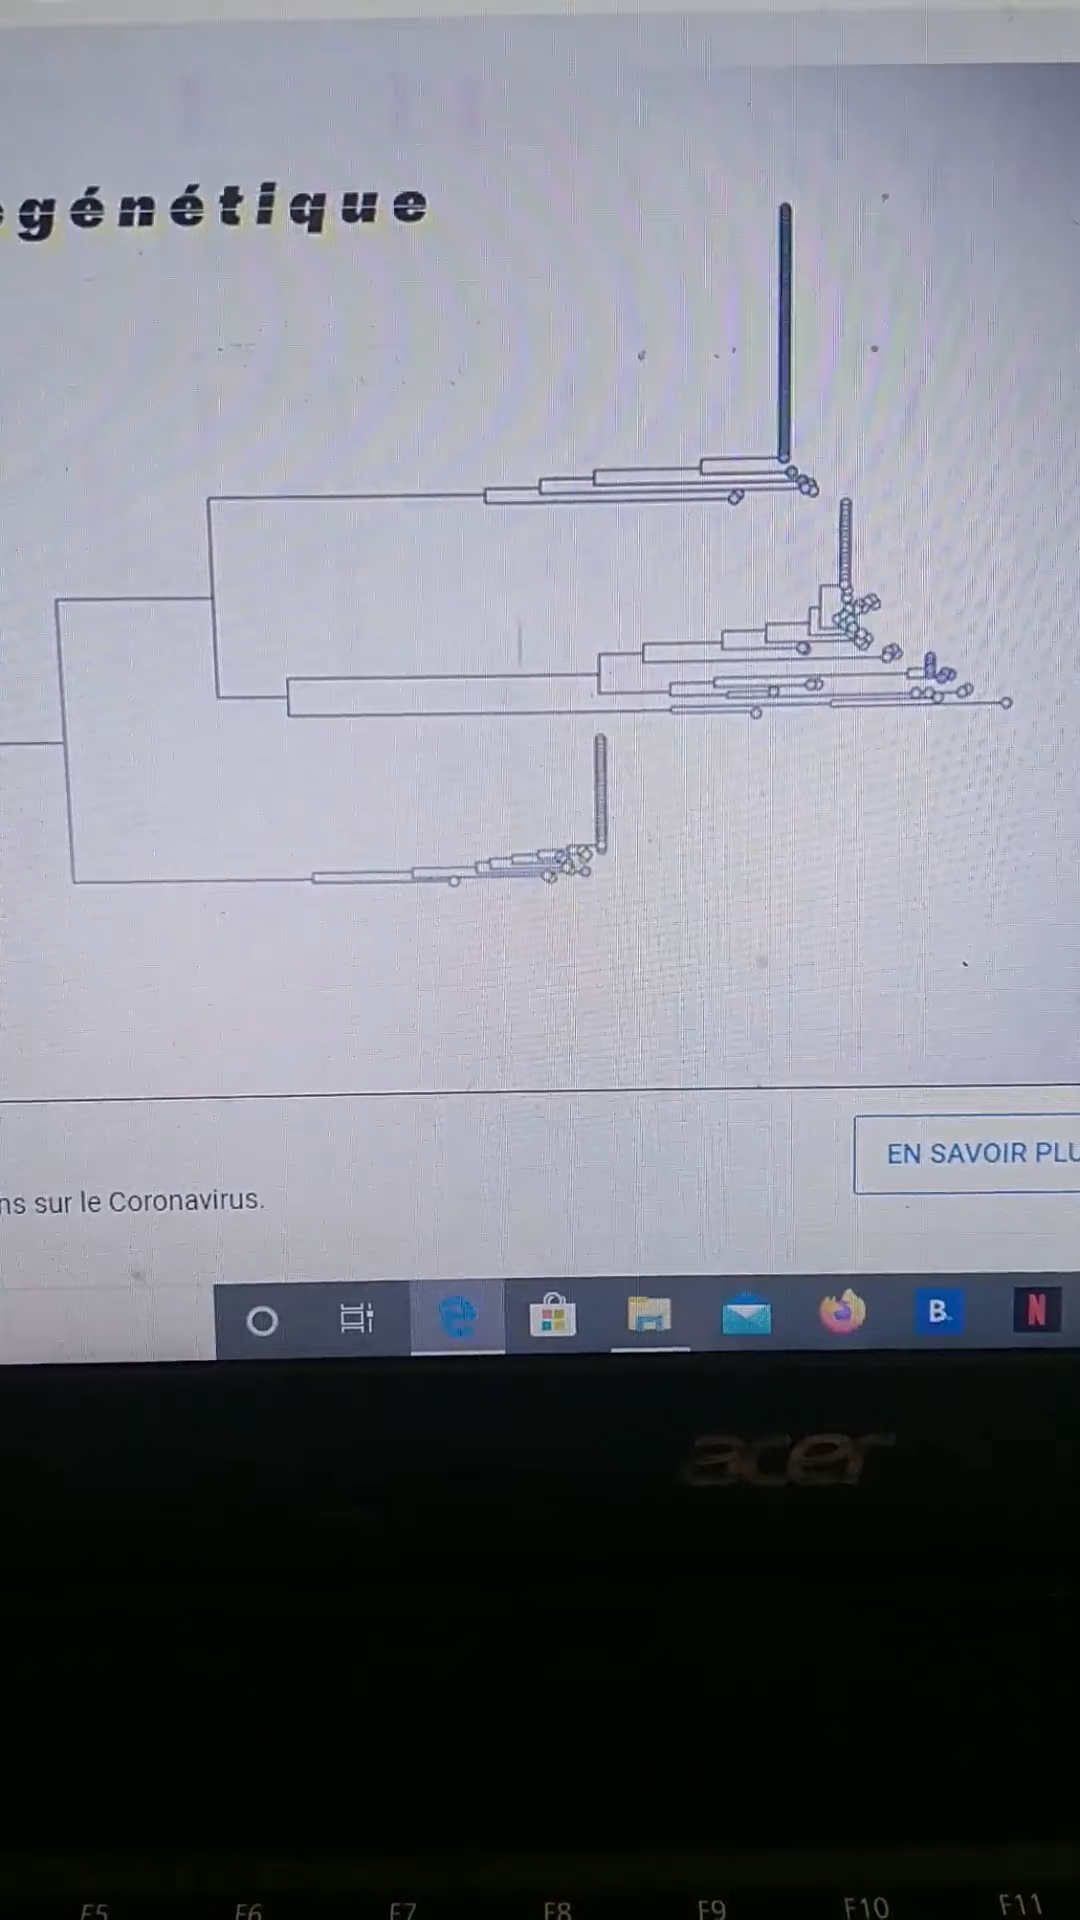 génétique
EN SAVOIR PLU
ns sur le Coronavirus.
B.
N
acer
F5 F6 F7 F8 F9 F10 F11